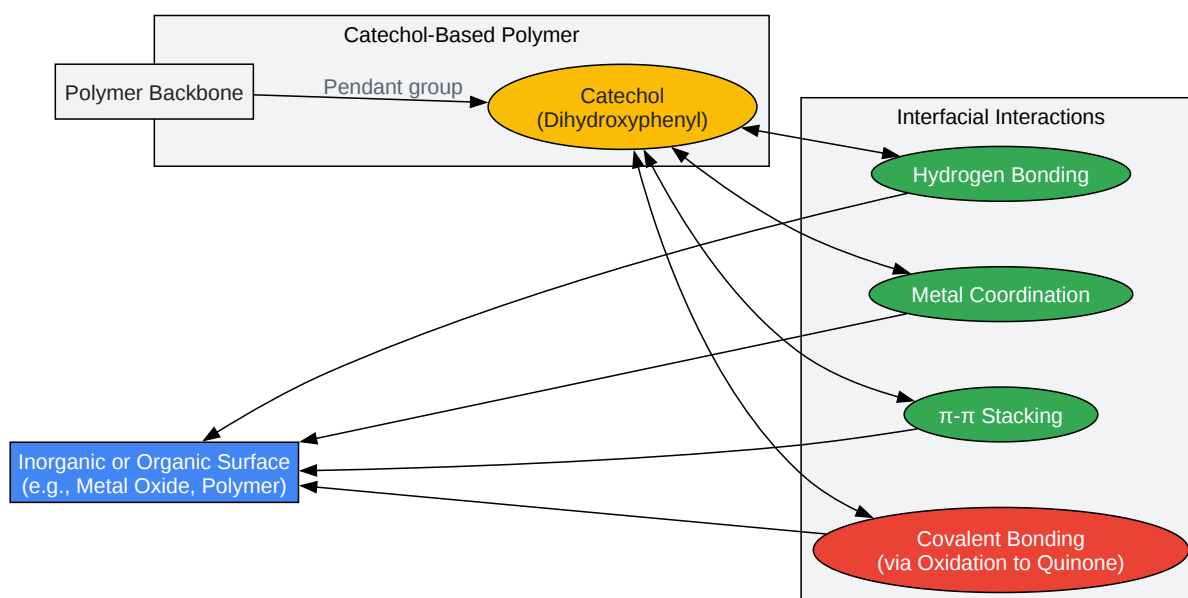 Catechol-Based Polymer
Polymer Backbone
Pendant group
Catechol
(Dihydroxyphenyl)
Interfacial Interactions
Hydrogen Bonding
Metal Coordination
π-π Stacking
Covalent Bonding
(via Oxidation to Quinone)
Inorganic or Organic Surface
(e.g., Metal Oxide, Polymer)